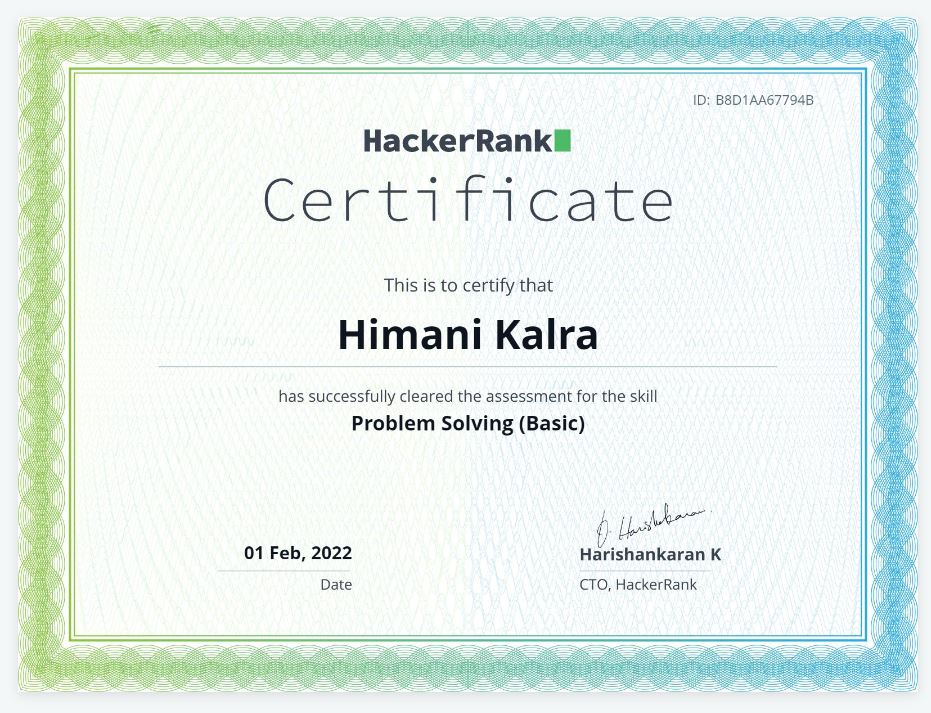 ID: B8D1AA67794B
HackerRank
Certificate
This is to certify that
Himani Kalra
has successfully cleared the assessment for the skill
Problem Solving (Basic)
01 Feb, 2022
Date
Harishankaran K
CTO, HackerRank